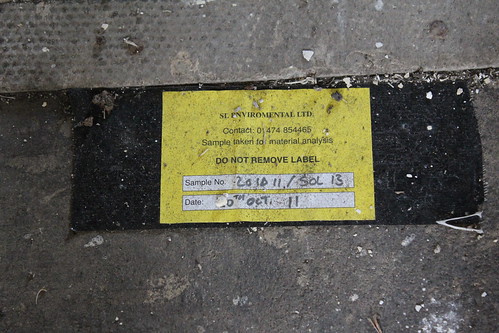 SL ENVIROMENTAL LTD
Contact: 01474 854465
Sample taken for material analysis
DO NOT REMOVE LABEL
Sample No. 201011/SOL 13
Date: 20TH OCT. 11